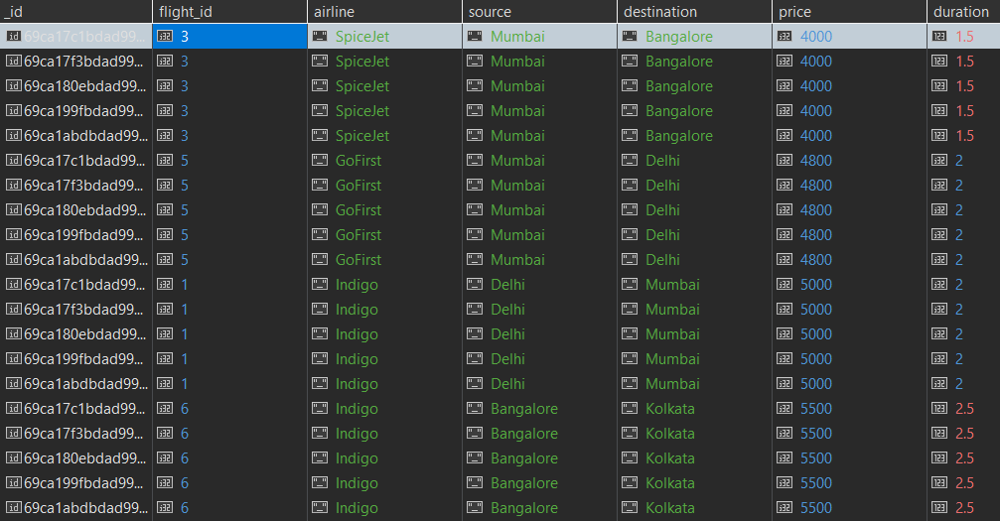 _id flight_id airline source destination price duration
69ca17c1bdad99... 3 SpiceJet Mumbai Bangalore 4000 1.5
69ca17f3bdad99... 3 SpiceJet Mumbai Bangalore 4000 1.5
69ca180ebdad99... 3 SpiceJet Mumbai Bangalore 4000 1.5
69ca199fbdad99... 3 SpiceJet Mumbai Bangalore 4000 1.5
69ca1abdbdad99... 3 SpiceJet Mumbai Bangalore 4000 1.5
69ca17c1bdad99... 5 GoFirst Mumbai Delhi 4800 2
69ca17f3bdad99... 5 GoFirst Mumbai Delhi 4800 2
69ca180ebdad99... 5 GoFirst Mumbai Delhi 4800 2
69ca199fbdad99... 5 GoFirst Mumbai Delhi 4800 2
69ca1abdbdad99... 5 GoFirst Mumbai Delhi 4800 2
69ca17c1bdad99... 1 Indigo Delhi Mumbai 5000 2
69ca17f3bdad99... 1 Indigo Delhi Mumbai 5000 2
69ca180ebdad99... 1 Indigo Delhi Mumbai 5000 2
69ca199fbdad99... 1 Indigo Delhi Mumbai 5000 2
69ca1abdbdad99... 1 Indigo Delhi Mumbai 5000 2
69ca17c1bdad99... 6 Indigo Bangalore Kolkata 5500 2.5
69ca17f3bdad99... 6 Indigo Bangalore Kolkata 5500 2.5
69ca180ebdad99... 6 Indigo Bangalore Kolkata 5500 2.5
69ca199fbdad99... 6 Indigo Bangalore Kolkata 5500 2.5
69ca1abdbdad99... 6 Indigo Bangalore Kolkata 5500 2.5